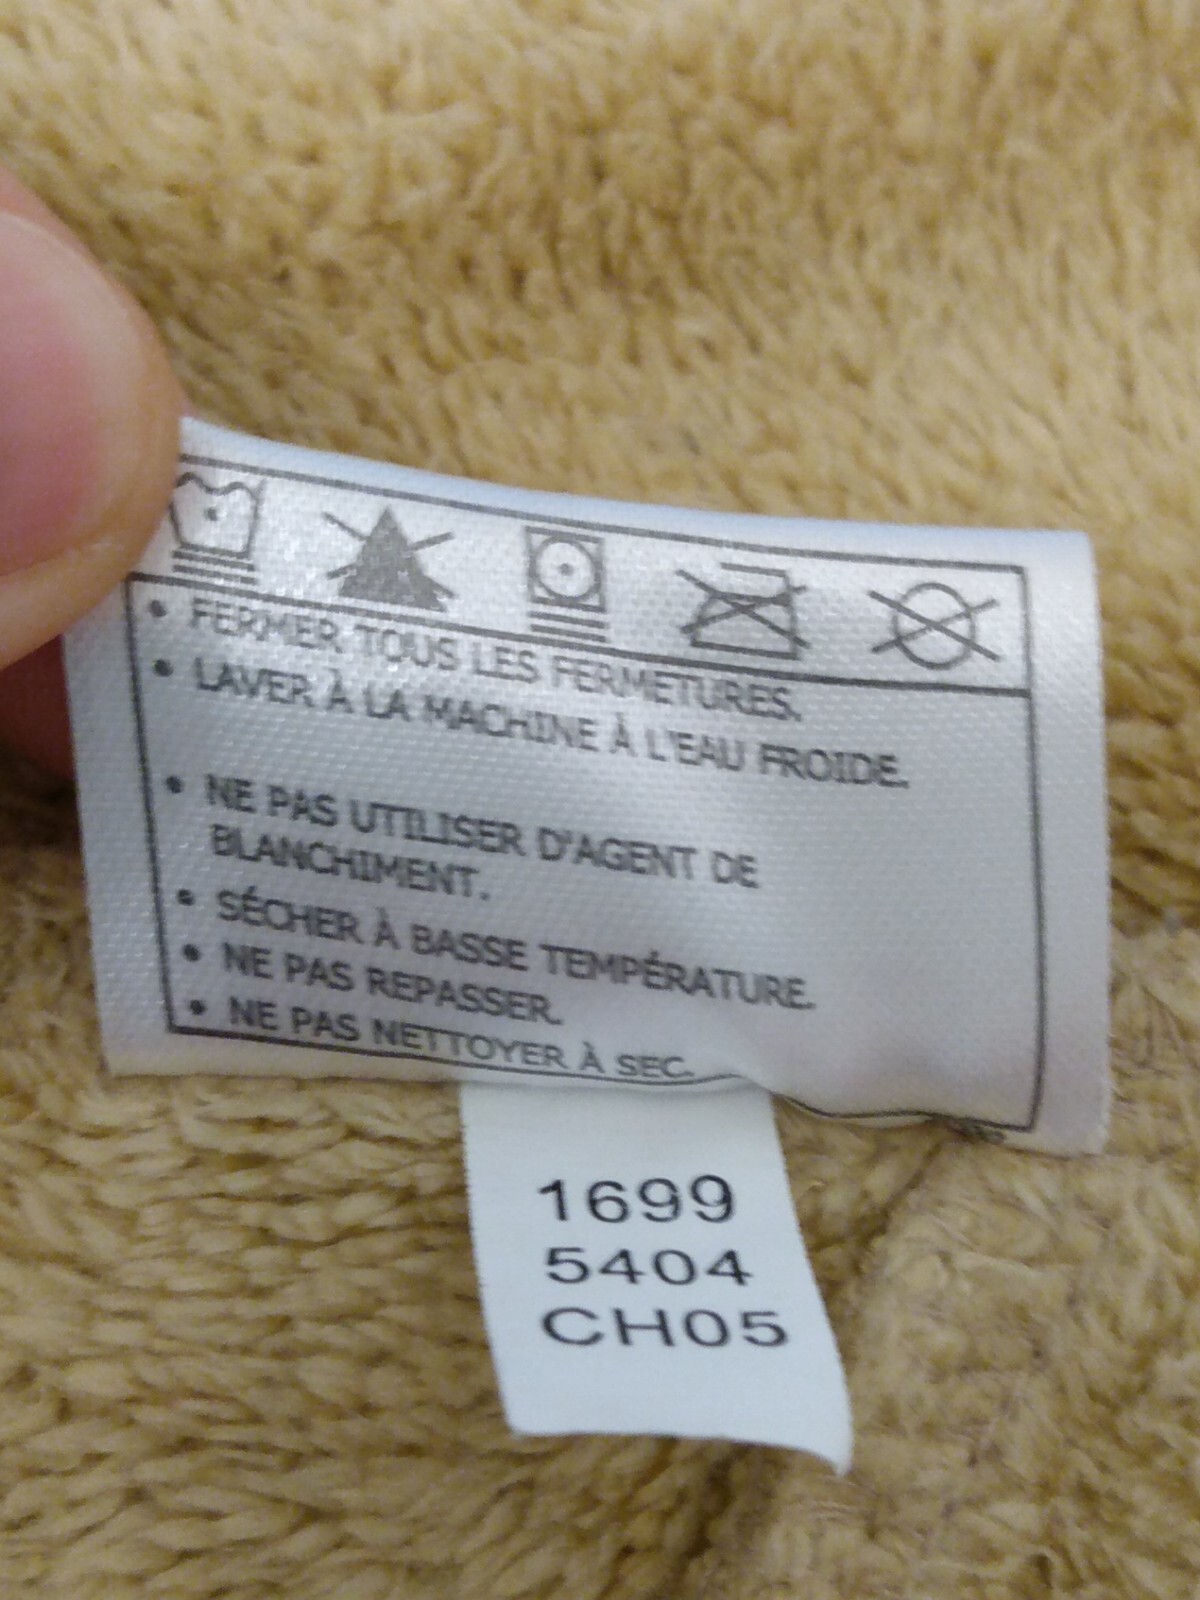 • FERMER TOUS LES FERMETURES.
• LAVER À LA MACHINE À L'EAU FROIDE.
• NE PAS UTILISER D'AGENT DE
BLANCHIMENT.
• SÉCHER À BASSE TEMPÉRATURE.
• NE PAS REPASSER.
• NE PAS NETTOYER À SEC.
1699
5404
CH05